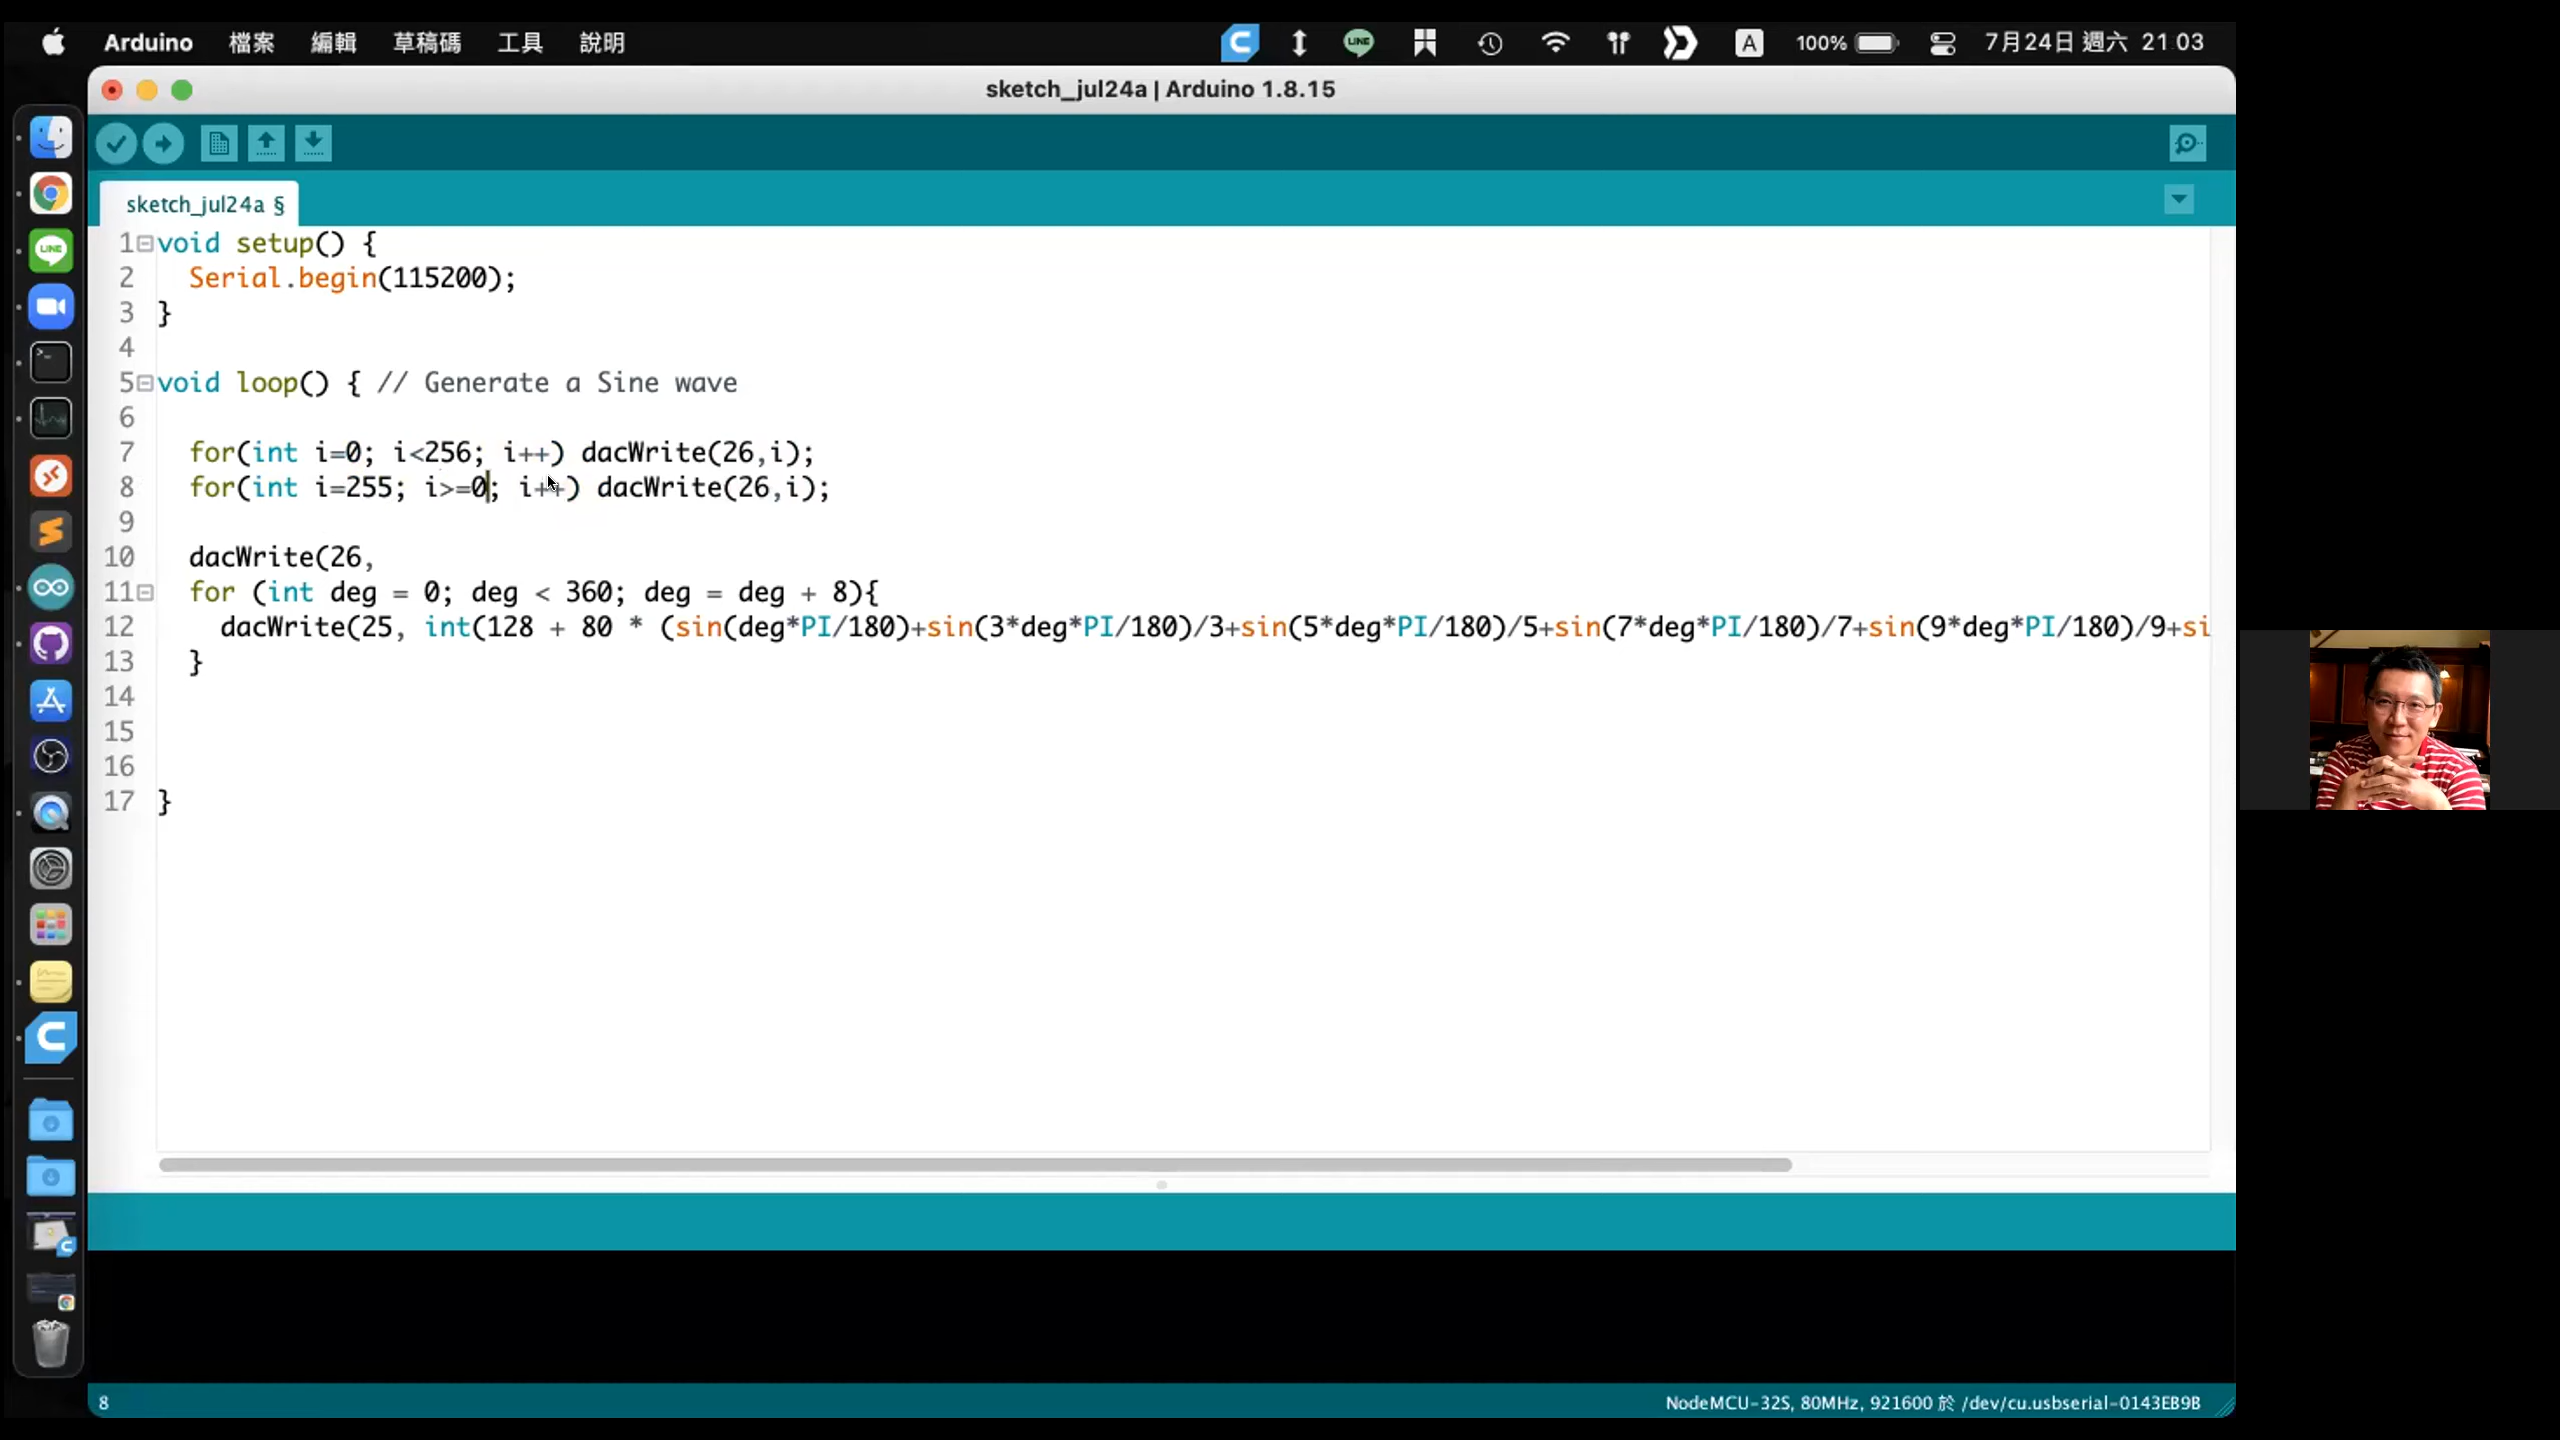 Arduino 檔案 編輯 草稿碼 工具 說明 LINE A 100% 7月24日 週六 21:03
sketch_jul24a | Arduino 1.8.15
sketch_jul24a §
1 void setup() {
2 Serial.begin(115200);
3 }
4
5 void loop() { // Generate a Sine wave
6
7 for(int i=0; i<256; i++) dacWrite(26,i);
8 for(int i=255; i>=0; i++) dacWrite(26,i);
9
10 dacWrite(26,
11 for (int deg = 0; deg < 360; deg = deg + 8){
12 dacWrite(25, int(128 + 80 * (sin(deg*PI/180)+sin(3*deg*PI/180)/3+sin(5*deg*PI/180)/5+sin(7*deg*PI/180)/7+sin(9*deg*PI/180)/9+si
13 }
14
15
16
17 }
LINE
8 NodeMCU-32S, 80MHz, 921600 於 /dev/cu.usbserial-0143EB9B